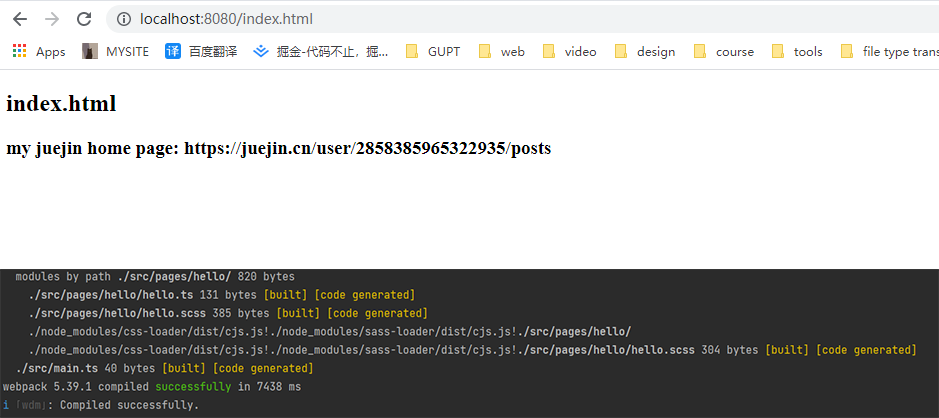 localhost:8080/index.html
Apps MYSITE 译 百度翻译 掘金-代码不止，掘... GUPT web video design course tools file type trans
index.html
my juejin home page: https://juejin.cn/user/2858385965322935/posts
modules by path ./src/pages/hello/ 820 bytes
./src/pages/hello/hello.ts 131 bytes [built] [code generated]
./src/pages/hello/hello.scss 385 bytes [built] [code generated]
./node_modules/css-loader/dist/cjs.js!./node_modules/sass-loader/dist/cjs.js!./src/pages/hello/
./node_modules/css-loader/dist/cjs.js!./node_modules/sass-loader/dist/cjs.js!./src/pages/hello/hello.scss 304 bytes [built] [code generated]
./src/main.ts 40 bytes [built] [code generated]
webpack 5.39.1 compiled successfully in 7438 ms
i ｢wdm｣: Compiled successfully.